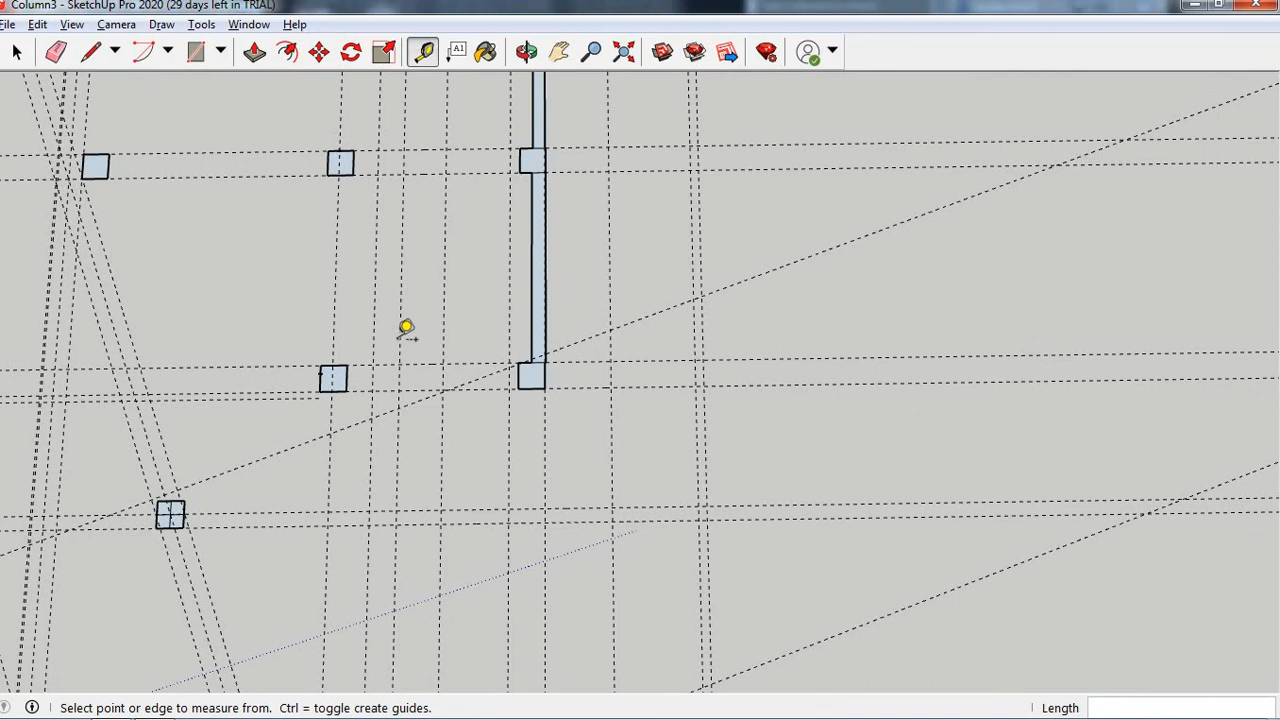 Column3 - SketchUp Pro 2020 (29 days left in TRIAL)
File Edit View Camera Draw Tools Window Help
A1
Select point or edge to measure from. Ctrl = toggle create guides.
Length